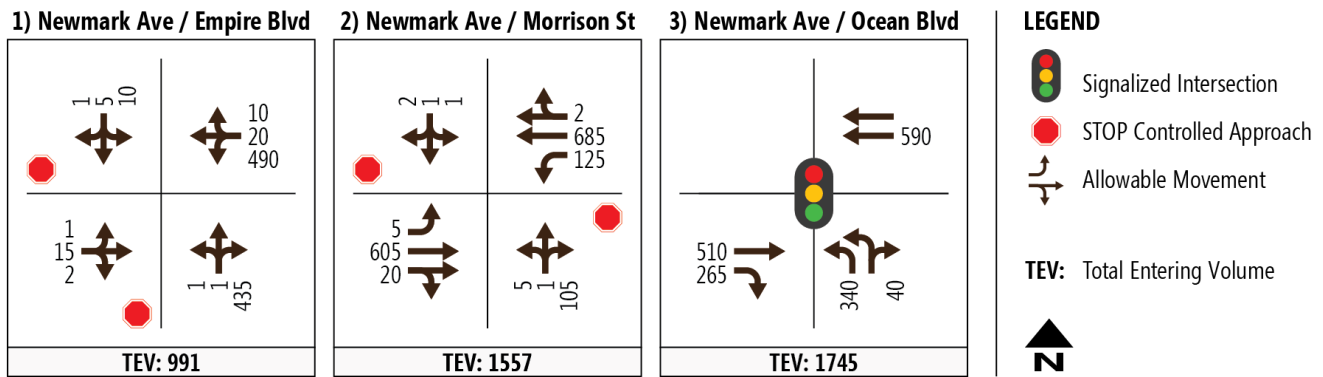 1) Newmark Ave / Empire Blvd
1 5 10
10
20
490
1
15
2
1 1 435
TEV: 991
2) Newmark Ave / Morrison St
2 1 1
2
685
125
5
605
20
5 1 105
TEV: 1557
3) Newmark Ave / Ocean Blvd
590
510
265
340 40
TEV: 1745
LEGEND
Signalized Intersection
STOP Controlled Approach
Allowable Movement
TEV: Total Entering Volume
N